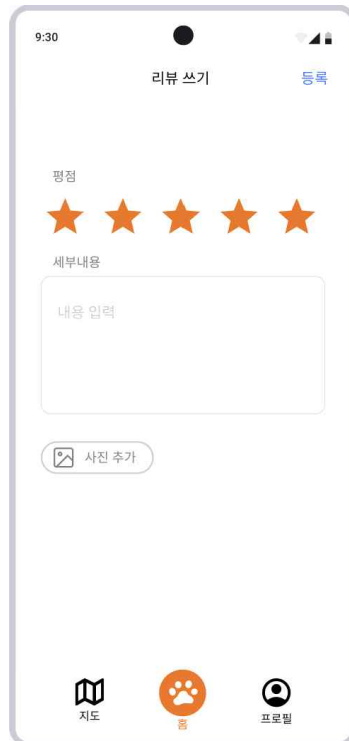 9:30
리뷰 쓰기 등록
평점
세부내용
내용 입력
사진 추가
지도 홈 프로필